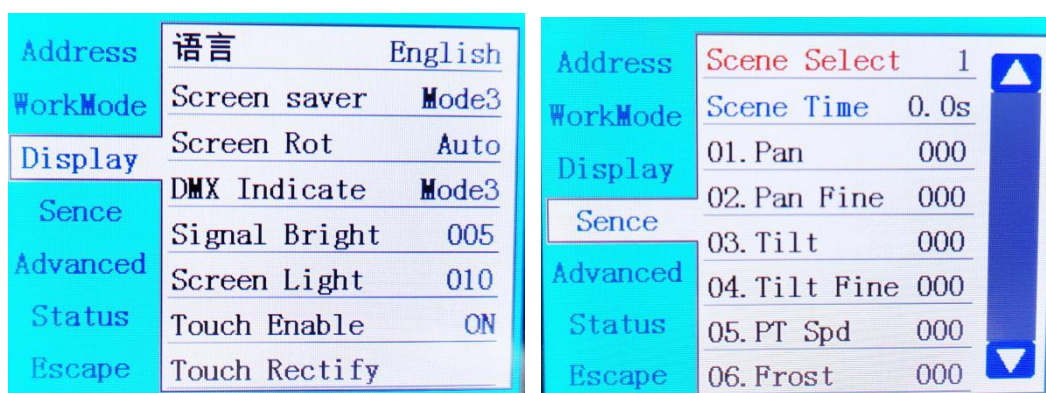 Address
WorkMode
Display
Sence
Advanced
Status
Escape
语言 English
Screen saver Mode3
Screen Rot Auto
DMX Indicate Mode3
Signal Bright 005
Screen Light 010
Touch Enable ON
Touch Rectify
Address
WorkMode
Display
Sence
Advanced
Status
Escape
Scene Select 1
Scene Time 0.0s
01.Pan 000
02.Pan Fine 000
03.Tilt 000
04.Tilt Fine 000
05.PT Spd 000
06.Frost 000